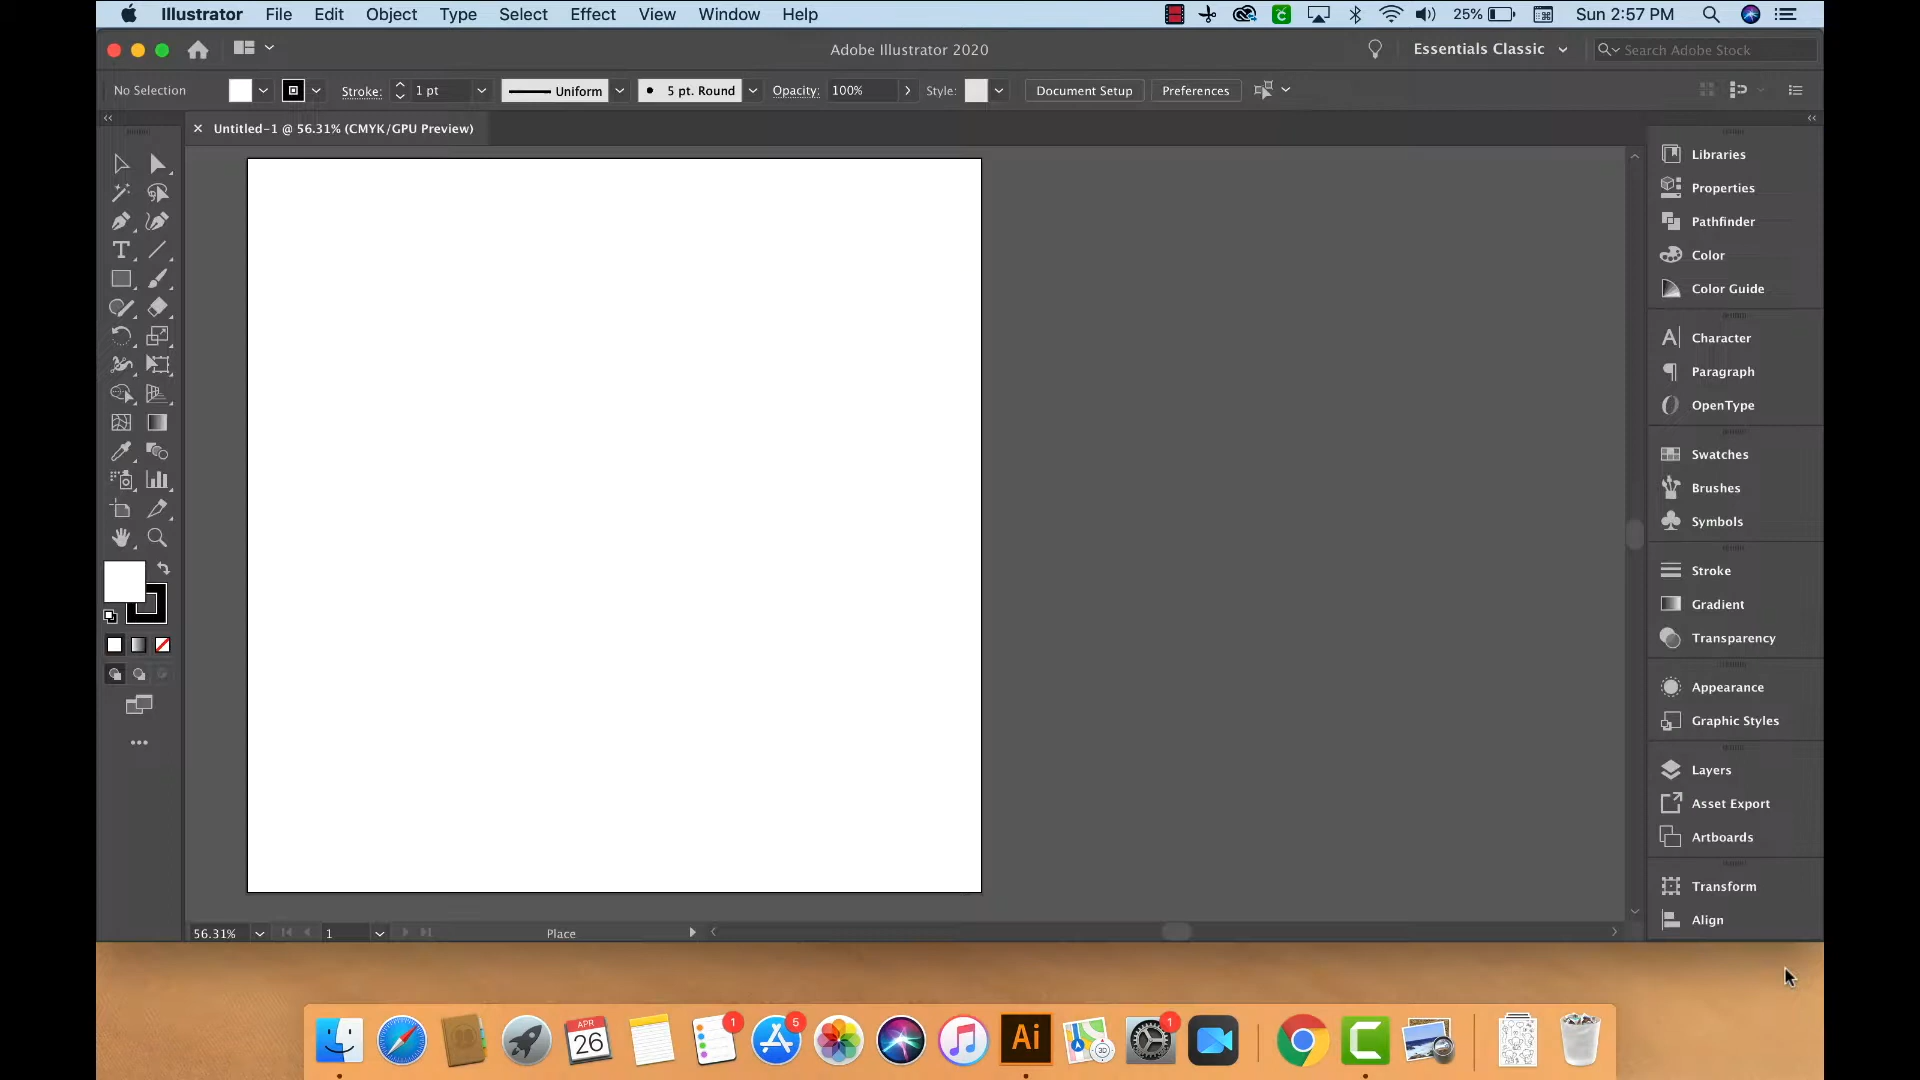 Illustrator File Edit Object Type Select Effect View Window Help 25% Sun 2:57 PM
Adobe Illustrator 2020 Essentials Classic Search Adobe Stock
No Selection Stroke: 1 pt Uniform 5 pt. Round Opacity: 100% Style: Document Setup Preferences
Untitled-1 @ 56.31% (CMYK/GPU Preview)
Libraries
Properties
Pathfinder
Color
Color Guide
Character
Paragraph
OpenType
Swatches
Brushes
Symbols
Stroke
Gradient
Transparency
Appearance
Graphic Styles
Layers
Asset Export
Artboards
Transform
Align
56.31% 1 Place
APR
26
1
5
Ai
3D
1